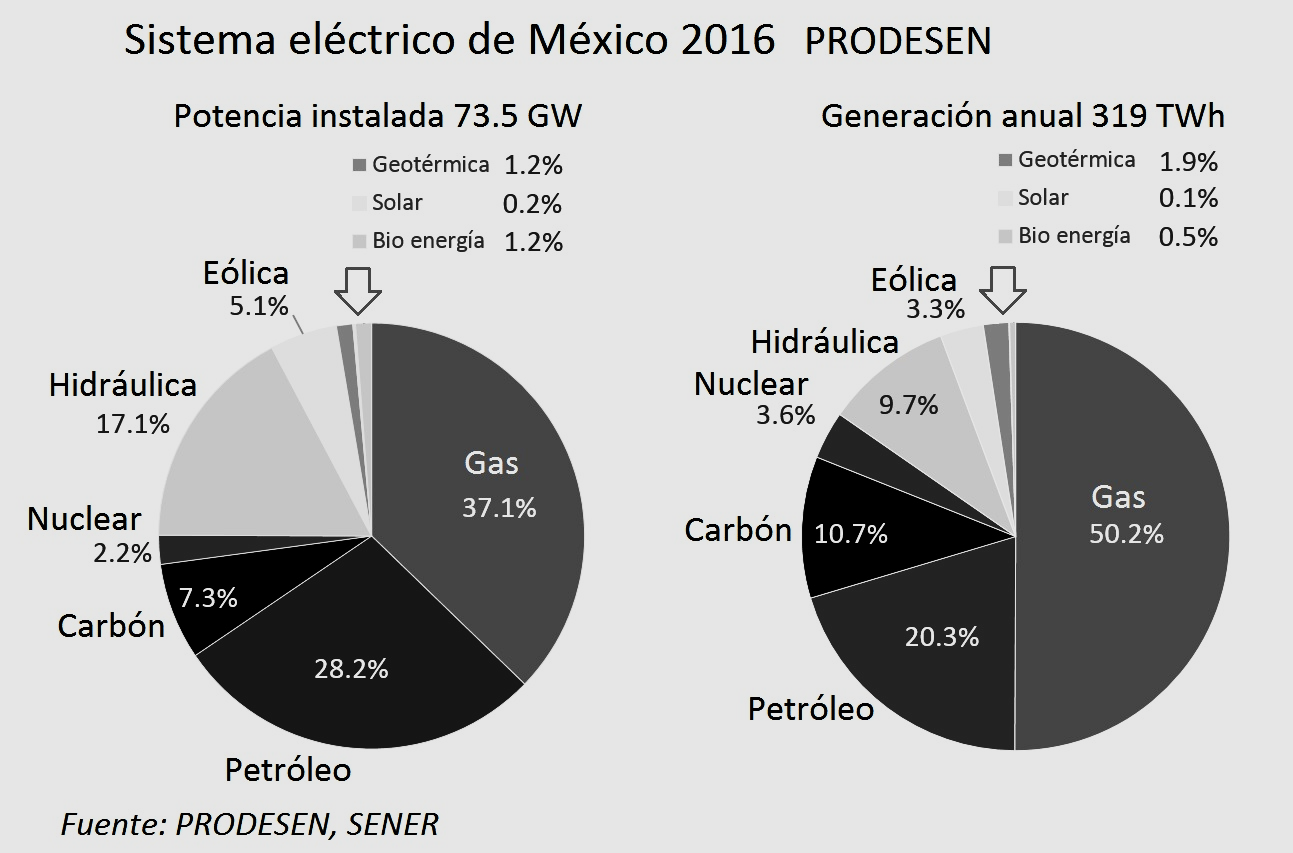 Sistema eléctrico de México 2016 PRODESEN
Potencia instalada 73.5 GW
Geotérmica 1.2%
Solar 0.2%
Bio energía 1.2%
Eólica
5.1%
Hidráulica
17.1%
Nuclear
2.2%
Carbón
7.3%
Petróleo
28.2%
Gas
37.1%
Generación anual 319 TWh
Geotérmica 1.9%
Solar 0.1%
Bio energía 0.5%
Eólica
3.3%
Hidráulica
9.7%
Nuclear
3.6%
Carbón
10.7%
Petróleo
20.3%
Gas
50.2%
Fuente: PRODESEN, SENER